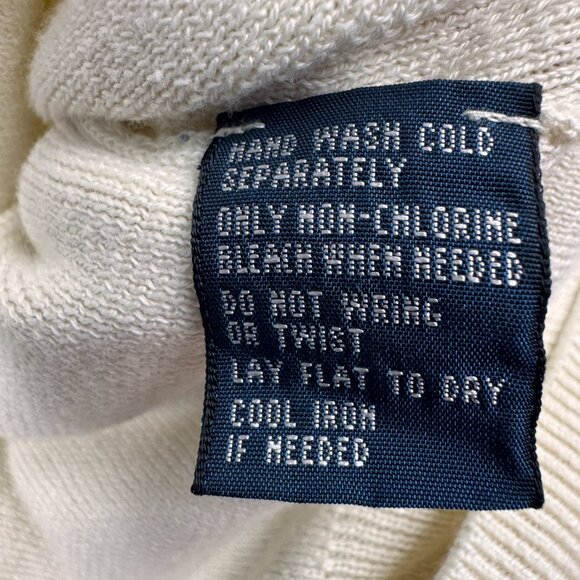 HAND WASH COLD
SEPARATELY
ONLY NON-CHLORINE
BLEACH WHEN NEEDED
DO NOT WRING
OR TWIST
LAY FLAT TO DRY
COOL IRON
IF NEEDED